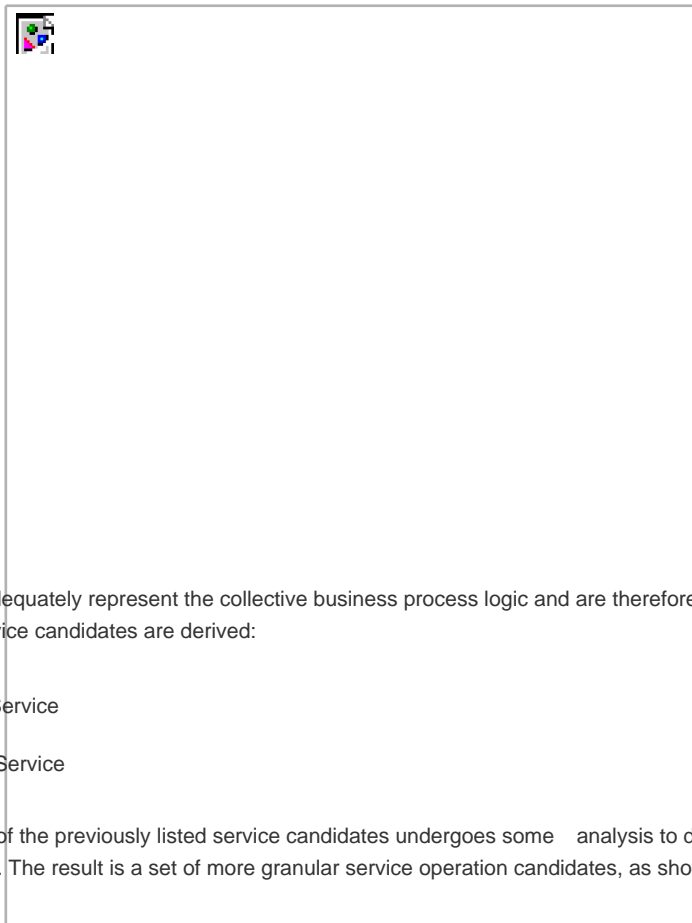 equately represent the collective business process logic and are therefore
ice candidates are derived:
Service
Service
of the previously listed service candidates undergoes some analysis to d
. The result is a set of more granular service operation candidates, as sho